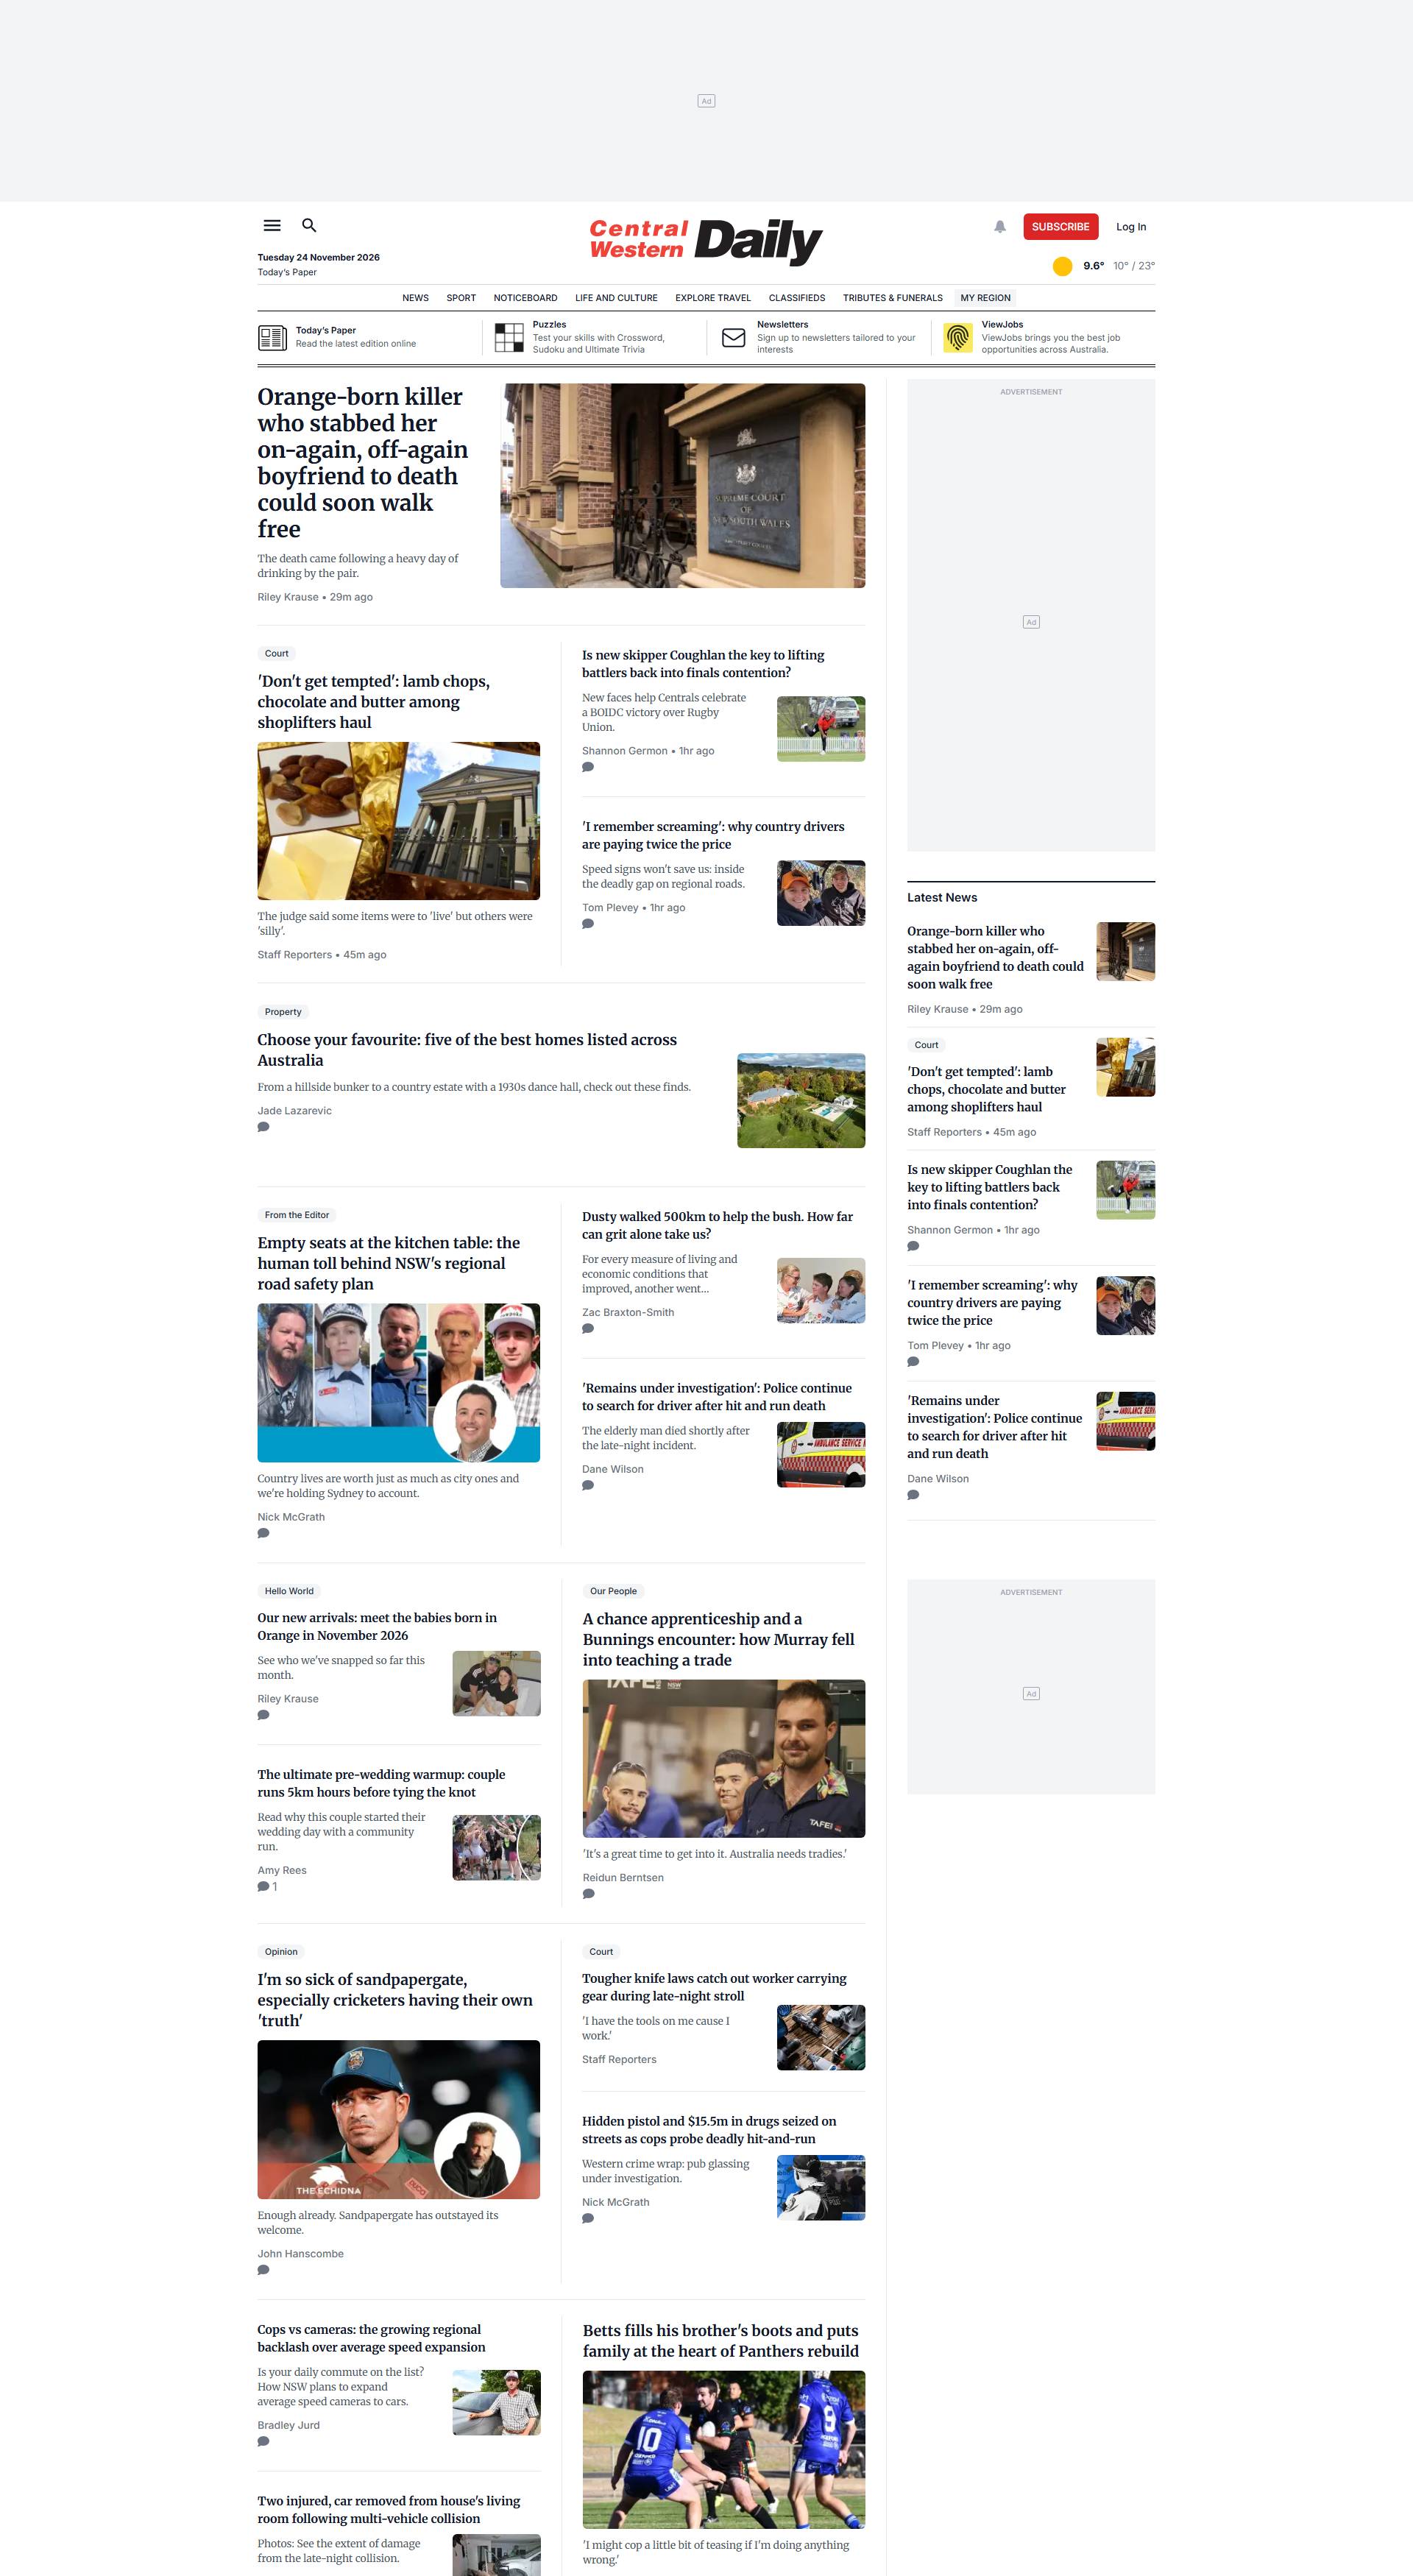 Ad
Central
Western
Daily
SUBSCRIBE
Log In
Tuesday 24 November 2026
Today's Paper
9.6° 10° / 23°
NEWS SPORT NOTICEBOARD LIFE AND CULTURE EXPLORE TRAVEL CLASSIFIEDS TRIBUTES & FUNERALS MY REGION
Today's Paper
Read the latest edition online
Puzzles
Test your skills with Crossword,
Sudoku and Ultimate Trivia
Newsletters
Sign up to newsletters tailored to your
interests
ViewJobs
ViewJobs brings you the best job
opportunities across Australia.
Orange-born killer
who stabbed her
on-again, off-again
boyfriend to death
could soon walk
free
The death came following a heavy day of
drinking by the pair.
Riley Krause • 29m ago
SUPREME COURT
OF
NEW SOUTH WALES
Court
'Don't get tempted': lamb chops,
chocolate and butter among
shoplifters haul
The judge said some items were to 'live' but others were
'silly'.
Staff Reporters • 45m ago
Is new skipper Coughlan the key to lifting
battlers back into finals contention?
New faces help Centrals celebrate
a BOIDC victory over Rugby
Union.
Shannon Germon • 1hr ago
'I remember screaming': why country drivers
are paying twice the price
Speed signs won't save us: inside
the deadly gap on regional roads.
Tom Plevey • 1hr ago
Property
Choose your favourite: five of the best homes listed across
Australia
From a hillside bunker to a country estate with a 1930s dance hall, check out these finds.
Jade Lazarevic
From the Editor
Empty seats at the kitchen table: the
human toll behind NSW's regional
road safety plan
Country lives are worth just as much as city ones and
we're holding Sydney to account.
Nick McGrath
Dusty walked 500km to help the bush. How far
can grit alone take us?
For every measure of living and
economic conditions that
improved, another went...
Zac Braxton-Smith
'Remains under investigation': Police continue
to search for driver after hit and run death
The elderly man died shortly after
the late-night incident.
Dane Wilson
AMBULANCE SERVICE
Hello World
Our new arrivals: meet the babies born in
Orange in November 2026
See who we've snapped so far this
month.
Riley Krause
The ultimate pre-wedding warmup: couple
runs 5km hours before tying the knot
Read why this couple started their
wedding day with a community
run.
Amy Rees
1
Our People
A chance apprenticeship and a
Bunnings encounter: how Murray fell
into teaching a trade
TAFE
NSW
TAFE
'It's a great time to get into it. Australia needs tradies.'
Reidun Berntsen
Opinion
I'm so sick of sandpapergate,
especially cricketers having their own
'truth'
THE ECHIDNA
Enough already. Sandpapergate has outstayed its
welcome.
John Hanscombe
Court
Tougher knife laws catch out worker carrying
gear during late-night stroll
'I have the tools on me cause I
work.'
Staff Reporters
Hidden pistol and $15.5m in drugs seized on
streets as cops probe deadly hit-and-run
Western crime wrap: pub glassing
under investigation.
Nick McGrath
Cops vs cameras: the growing regional
backlash over average speed expansion
Is your daily commute on the list?
How NSW plans to expand
average speed cameras to cars.
Bradley Jurd
Two injured, car removed from house's living
room following multi-vehicle collision
Photos: See the extent of damage
from the late-night collision.
Betts fills his brother's boots and puts
family at the heart of Panthers rebuild
10
9
'I might cop a little bit of teasing if I'm doing anything
wrong.'
ADVERTISEMENT
Ad
Latest News
Orange-born killer who
stabbed her on-again, off-
again boyfriend to death could
soon walk free
Riley Krause • 29m ago
Court
'Don't get tempted': lamb
chops, chocolate and butter
among shoplifters haul
Staff Reporters • 45m ago
Is new skipper Coughlan the
key to lifting battlers back
into finals contention?
Shannon Germon • 1hr ago
'I remember screaming': why
country drivers are paying
twice the price
Tom Plevey • 1hr ago
'Remains under
investigation': Police continue
to search for driver after hit
and run death
Dane Wilson
AMBULANCE SER
ADVERTISEMENT
Ad